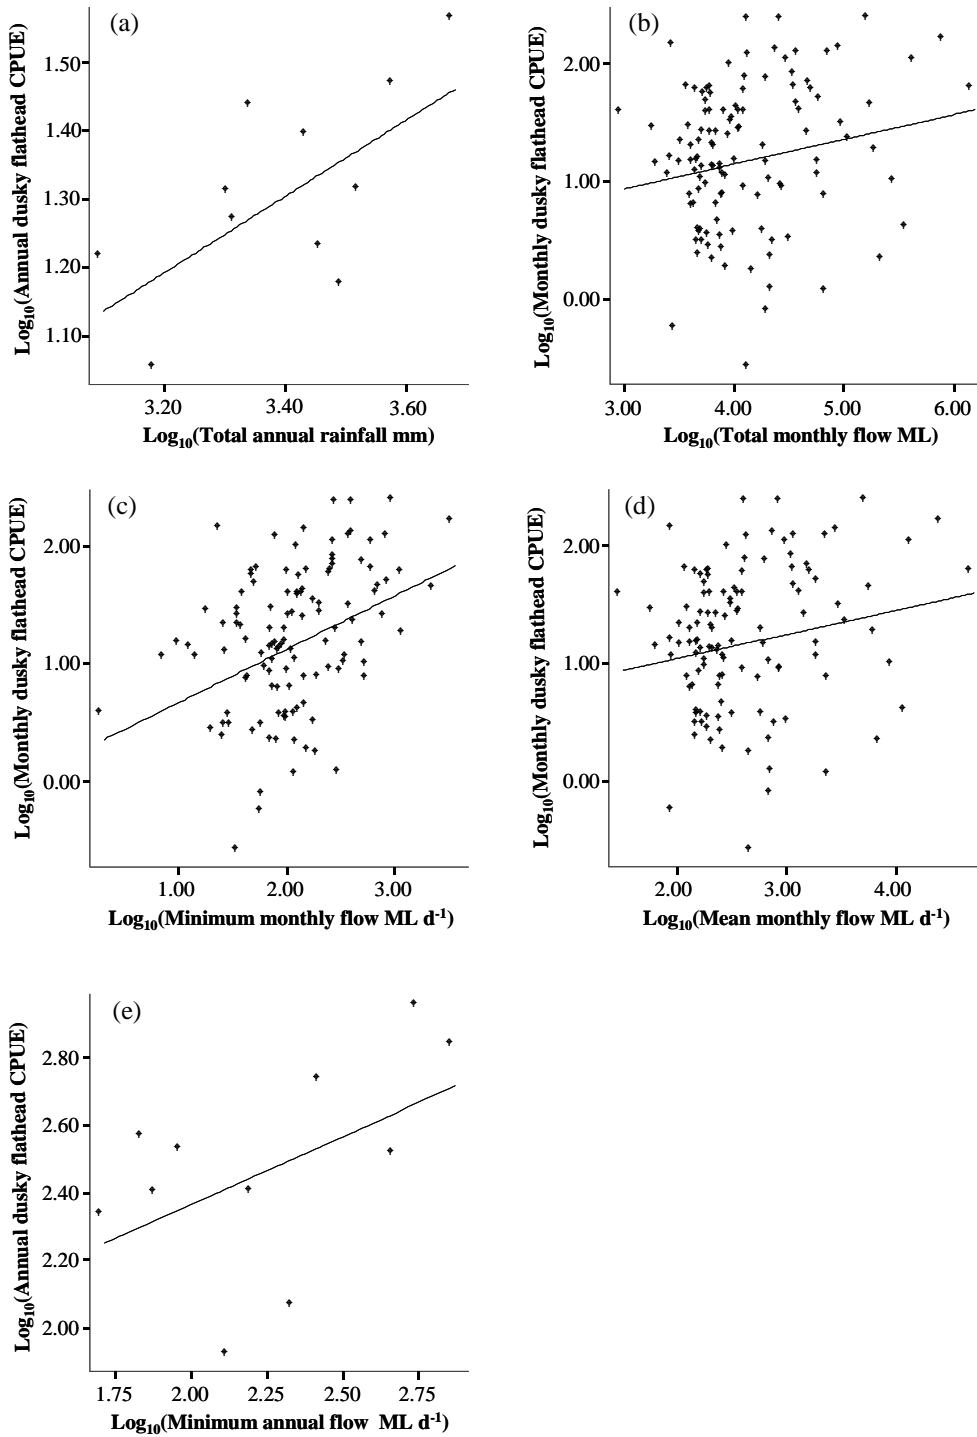 (a)
Log10(Annual dusky flathead CPUE)
1.50
1.40
1.30
1.20
1.10
3.20 3.40 3.60
Log10(Total annual rainfall mm)
(b)
Log10(Monthly dusky flathead CPUE)
2.00
1.00
0.00
3.00 4.00 5.00 6.00
Log10(Total monthly flow ML)
(c)
Log10(Monthly dusky flathead CPUE)
2.00
1.00
0.00
1.00 2.00 3.00
Log10(Minimum monthly flow ML d-1)
(d)
Log10(Monthly dusky flathead CPUE)
2.00
1.00
0.00
2.00 3.00 4.00
Log10(Mean monthly flow ML d-1)
(e)
Log10(Annual dusky flathead CPUE)
2.80
2.60
2.40
2.20
2.00
1.75 2.00 2.25 2.50 2.75
Log10(Minimum annual flow ML d-1)